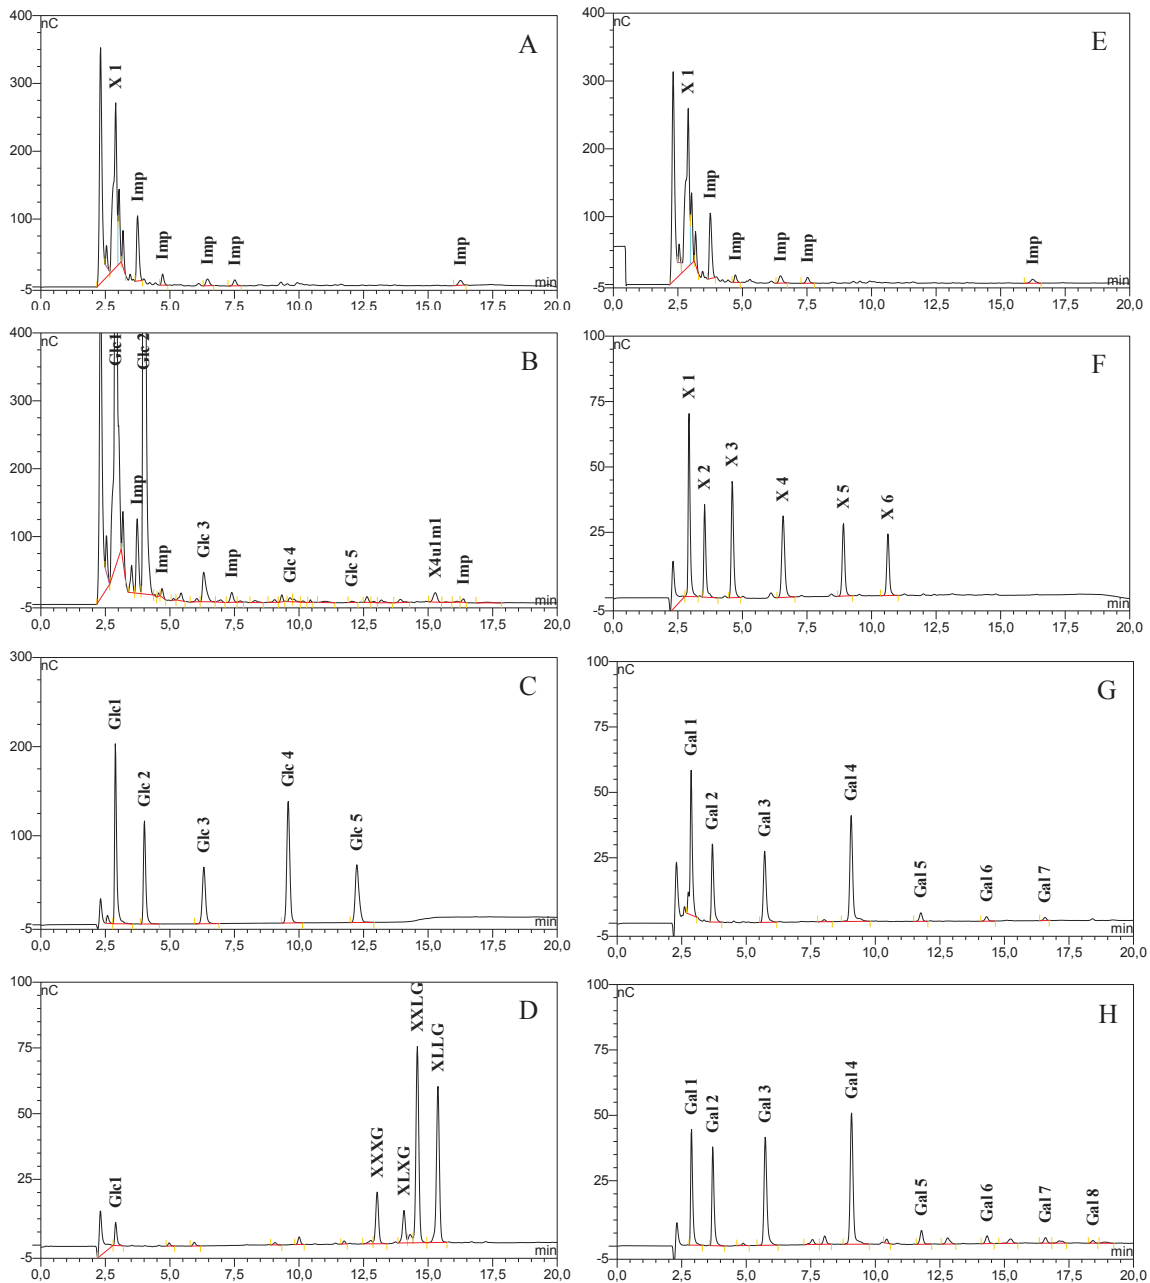 A
nC
400
300
200
100
-5
X 1
Imp
Imp
Imp
Imp
Imp
min
0,0 2,5 5,0 7,5 10,0 12,5 15,0 17,5 20,0
E
nC
400
300
200
100
-5
X 1
Imp
Imp
Imp
Imp
Imp
min
0,0 2,5 5,0 7,5 10,0 12,5 15,0 17,5 20,0
B
nC
400
300
200
100
-5
Glc1
Glc 2
Imp
Imp
Glc 3
Imp
Glc 4
Glc 5
X4u1m1
Imp
min
0,0 2,5 5,0 7,5 10,0 12,5 15,0 17,5 20,0
F
nC
100
75
50
25
-5
X 1
X 2
X 3
X 4
X 5
X 6
min
0,0 2,5 5,0 7,5 10,0 12,5 15,0 17,5 20,0
C
nC
300
200
100
-5
Glc1
Glc 2
Glc 3
Glc 4
Glc 5
min
0,0 2,5 5,0 7,5 10,0 12,5 15,0 17,5 20,0
G
nC
100
75
50
25
-5
Gal 1
Gal 2
Gal 3
Gal 4
Gal 5
Gal 6
Gal 7
min
0,0 2,5 5,0 7,5 10,0 12,5 15,0 17,5 20,0
D
nC
100
75
50
25
-5
Glc1
XXXG
XLXG
XXLG
XLLG
min
0,0 2,5 5,0 7,5 10,0 12,5 15,0 17,5 20,0
H
nC
100
75
50
25
-5
Gal 1
Gal 2
Gal 3
Gal 4
Gal 5
Gal 6
Gal 7
Gal 8
min
0,0 2,5 5,0 7,5 10,0 12,5 15,0 17,5 20,0